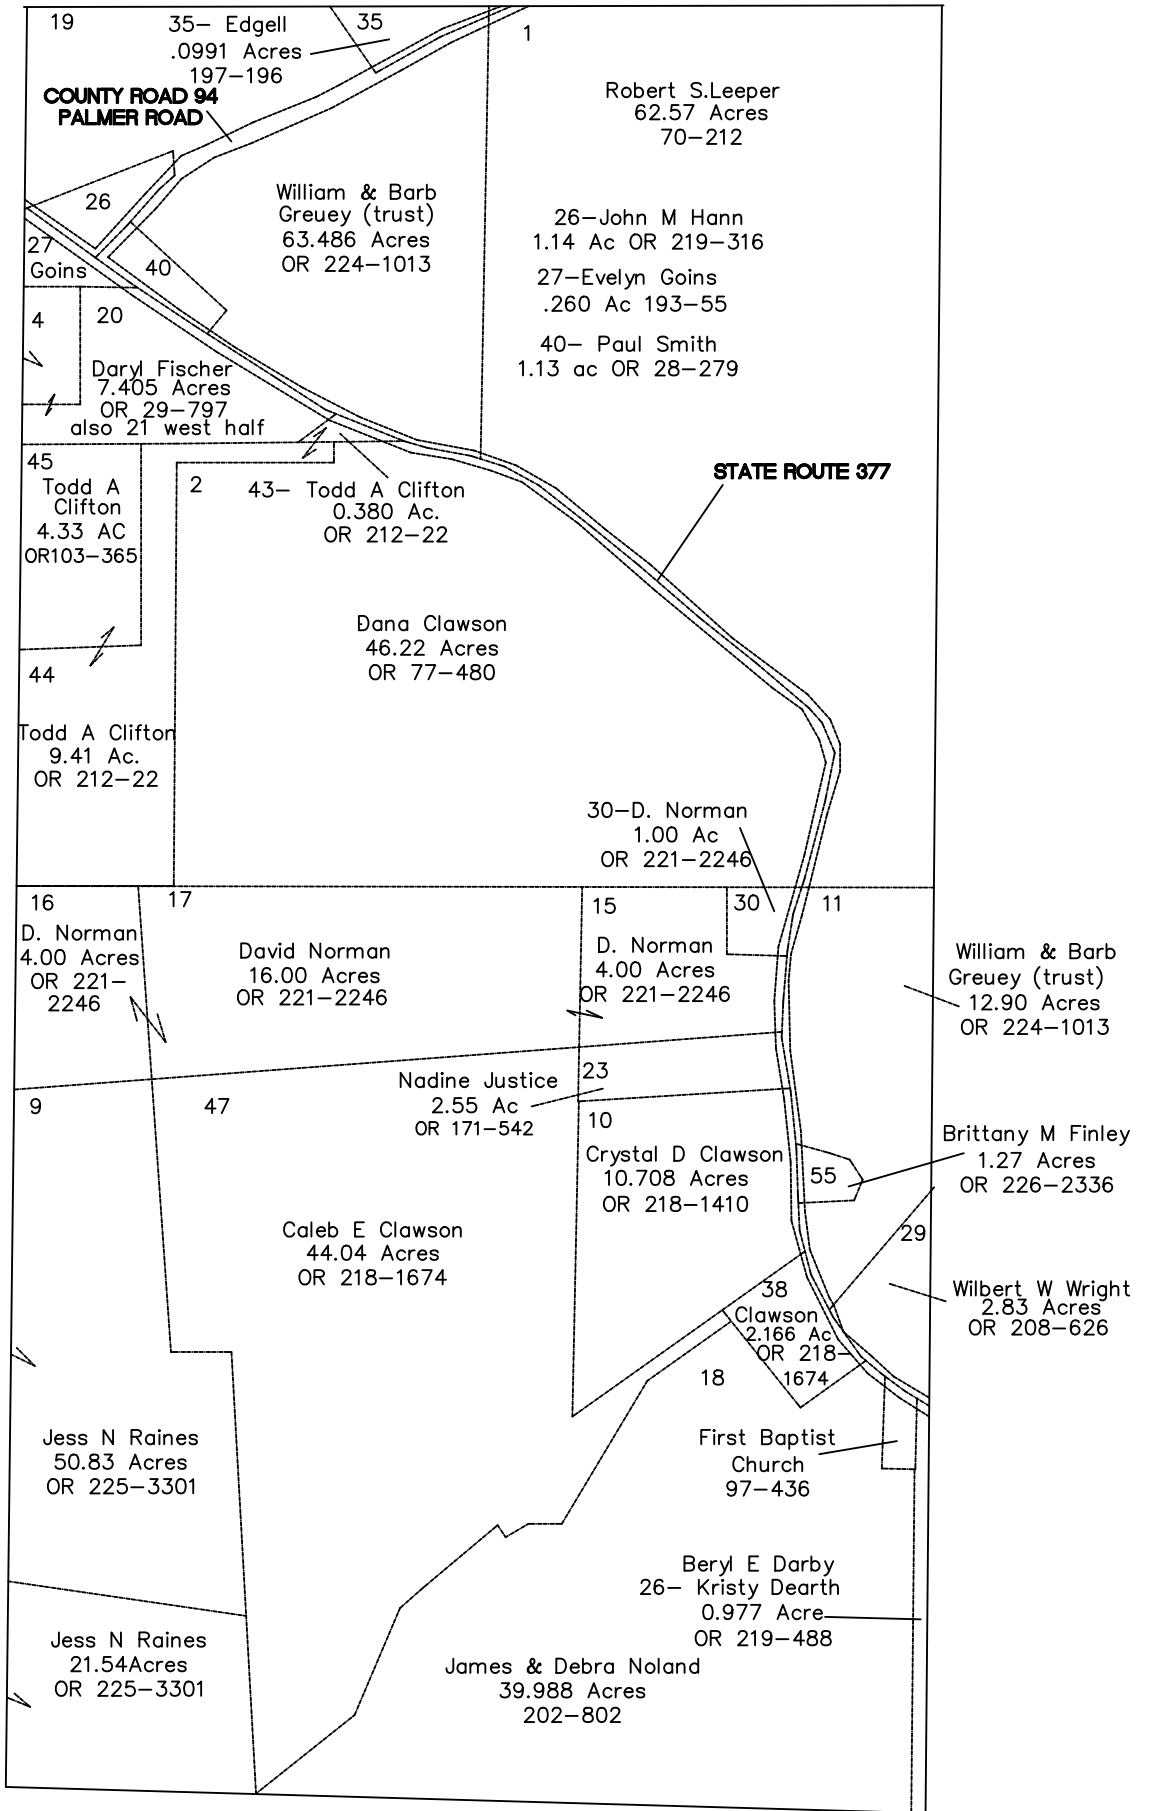 19
35– Edgell
.0991 Acres
197–196
35
1
COUNTY ROAD 94
PALMER ROAD
Robert S.Leeper
62.57 Acres
70–212
26
William & Barb
Greuey (trust)
63.486 Acres
OR 224–1013
26–John M Hann
1.14 Ac OR 219–316
27–Evelyn Goins
.260 Ac 193–55
40– Paul Smith
1.13 ac OR 28–279
27
Goins
40
4
20
Daryl Fischer
7.405 Acres
OR 29–797
also 21 west half
45
Todd A
Clifton
4.33 AC
OR103–365
2
43– Todd A Clifton
0.380 Ac.
OR 212–22
STATE ROUTE 377
Dana Clawson
46.22 Acres
OR 77–480
44
Todd A Clifton
9.41 Ac.
OR 212–22
30–D. Norman
1.00 Ac
OR 221–2246
16
D. Norman
4.00 Acres
OR 221–
2246
17
David Norman
16.00 Acres
OR 221–2246
15
D. Norman
4.00 Acres
OR 221–2246
30
11
William & Barb
Greuey (trust)
12.90 Acres
OR 224–1013
9
47
Nadine Justice
2.55 Ac
OR 171–542
23
10
Crystal D Clawson
10.708 Acres
OR 218–1410
Brittany M Finley
1.27 Acres
OR 226–2336
55
29
Caleb E Clawson
44.04 Acres
OR 218–1674
38
Clawson
2.166 Ac
OR 218–
1674
Wilbert W Wright
2.83 Acres
OR 208–626
18
Jess N Raines
50.83 Acres
OR 225–3301
First Baptist
Church
97–436
Beryl E Darby
26– Kristy Dearth
0.977 Acre
OR 219–488
Jess N Raines
21.54Acres
OR 225–3301
James & Debra Noland
39.988 Acres
202–802